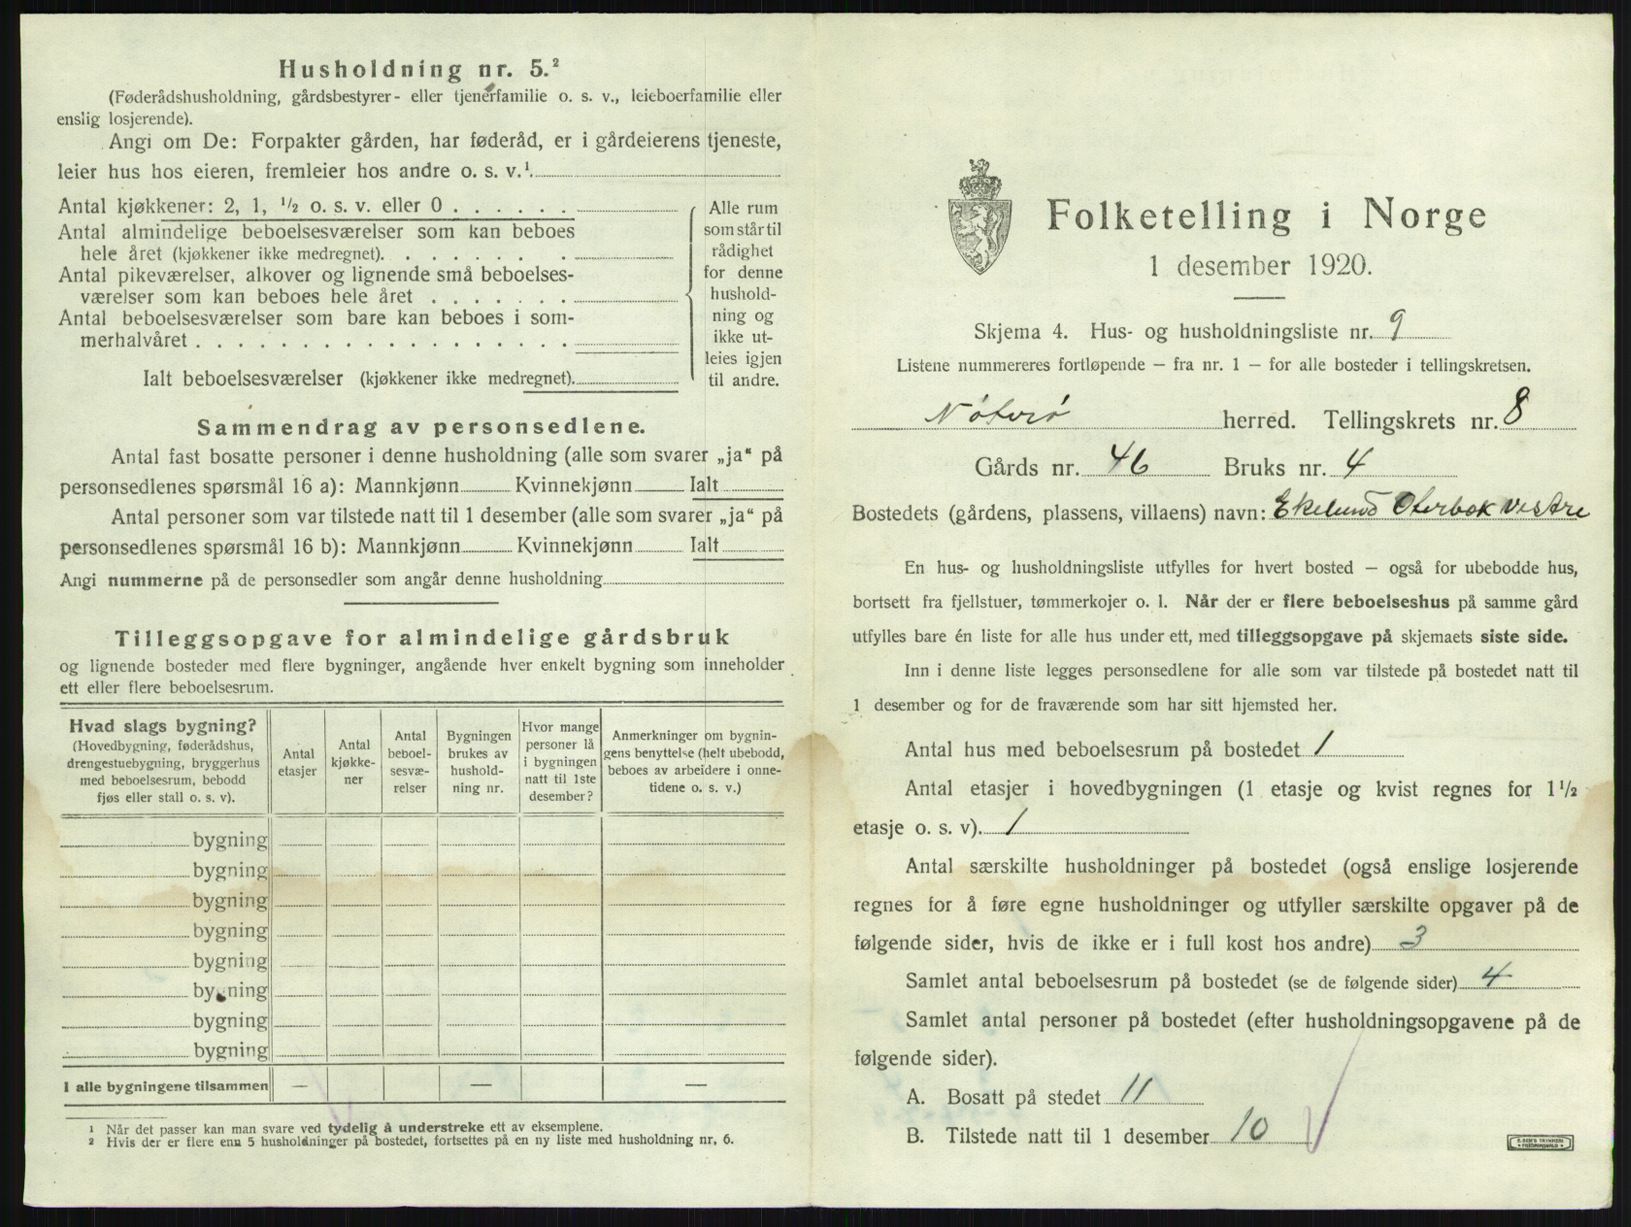 Husholdning nr. 5.²
(Føderådshusholdning, gårdsbestyrer- eller tjenerfamilie o. s. v., leieboerfamilie eller
enslig losjerende).
Angi om De: Forpakter gården, har føderåd, er i gårdeierens tjeneste,
leier hus hos eieren, fremleier hos andre o. s. v.¹
Antal kjøkkener: 2, 1, ½ o. s. v. eller 0 . . . . . .
Antal almindelige beboelsesværelser som kan beboes
hele året (kjøkkener ikke medregnet). . . . . . . .
Antal pikeværelser, alkover og lignende små beboelses-
værelser som kan beboes hele året . . . . . . .
Antal beboelsesværelser som bare kan beboes i som-
merhalvåret . . . . . . . . . . . . . . . . . .
Ialt beboelsesværelser (kjøkkener ikke medregnet).
Alle rum
som står til
rådighet
for denne
hushold-
ning og
ikke ut-
leies igjen
til andre.
Sammendrag av personsedlene.
Antal fast bosatte personer i denne husholdning (alle som svarer „ja“ på
personsedlenes spørsmål 16 a): Mannkjønn Kvinnekjønn Ialt
Antal personer som var tilstede natt til 1 desember (alle som svarer „ja“ på
personsedlenes spørsmål 16 b): Mannkjønn Kvinnekjønn Ialt
Angi nummerne på de personsedler som angår denne husholdning
Tilleggsopgave for almindelige gårdsbruk
og lignende bosteder med flere bygninger, angående hver enkelt bygning som inneholder
ett eller flere beboelsesrum.
Hvad slags bygning?
(Hovedbygning, føderådshus,
drengestuebygning, bryggerhus
med beboelsesrum, bebodd
fjøs eller stall o. s. v).
Antal
etasjer
Antal
kjøkke-
ner
Antal
beboel-
sesvæ-
relser
Bygningen
brukes av
hushold-
ning nr.
Hvor mange
personer lå
i bygningen
natt til 1ste
desember?
Anmerkninger om bygnin-
gens benyttelse (helt ubebodd,
beboes av arbeidere i onne-
tidene o. s. v.)
bygning
bygning
bygning
bygning
bygning
bygning
bygning
bygning
I alle bygningene tilsammen — — —
¹ Når det passer kan man svare ved tydelig å understreke ett av eksemplene.
² Hvis der er flere enn 5 husholdninger på bostedet, fortsettes på en ny liste med husholdning nr. 6.
Folketelling i Norge
1 desember 1920.
Skjema 4. Hus- og husholdningsliste nr. 9
Listene nummereres fortløpende — fra nr. 1 — for alle bosteder i tellingskretsen.
Nøterø herred. Tellingskrets nr. 8
Gårds nr. 46 Bruks nr. 4
Bostedets (gårdens, plassens, villaens) navn: Ekelund Oterbek vestre
En hus- og husholdningsliste utfylles for hvert bosted — også for ubebodde hus,
bortsett fra fjellstuer, tømmerkojer o. l. Når der er flere beboelseshus på samme gård
utfylles bare én liste for alle hus under ett, med tilleggsopgave på skjemaets siste side.
Inn i denne liste legges personsedlene for alle som var tilstede på bostedet natt til
1 desember og for de fraværende som har sitt hjemsted her.
Antal hus med beboelsesrum på bostedet 1
Antal etasjer i hovedbygningen (1 etasje og kvist regnes for 1½
etasje o. s. v). 1
Antal særskilte husholdninger på bostedet (også enslige losjerende
regnes for å føre egne husholdninger og utfyller særskilte opgaver på de
følgende sider, hvis de ikke er i full kost hos andre) 3
Samlet antal beboelsesrum på bostedet (se de følgende sider) 4
Samlet antal personer på bostedet (efter husholdningsopgavene på de
følgende sider).
A. Bosatt på stedet 11
B. Tilstede natt til 1 desember 10